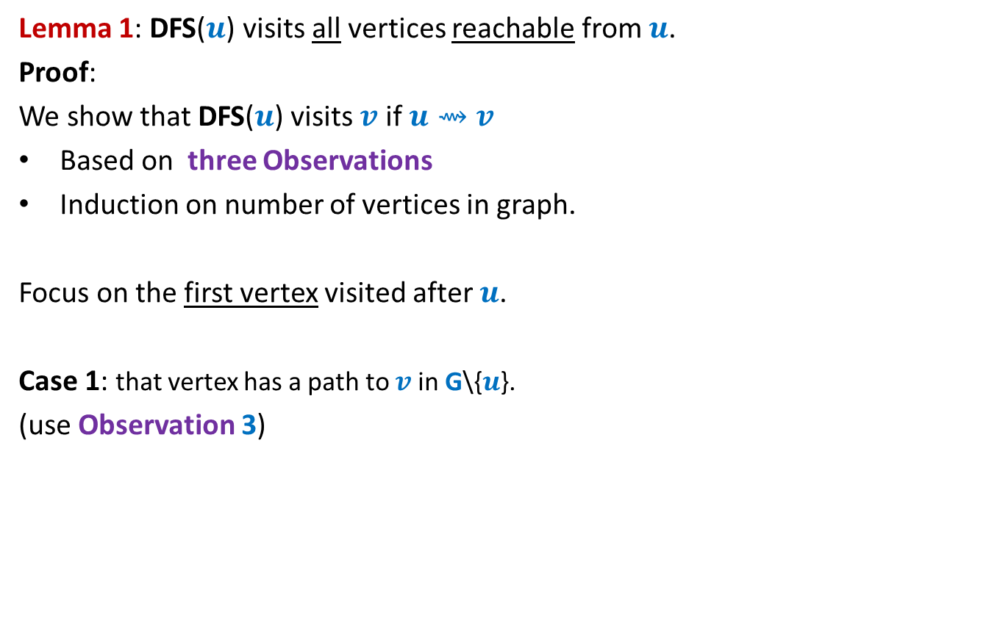 Lemma 1: DFS(u) visits all vertices reachable from u.
Proof:
We show that DFS(u) visits v if u ⇝ v
• Based on three Observations
• Induction on number of vertices in graph.
Focus on the first vertex visited after u.
Case 1: that vertex has a path to v in G\{u}.
(use Observation 3)